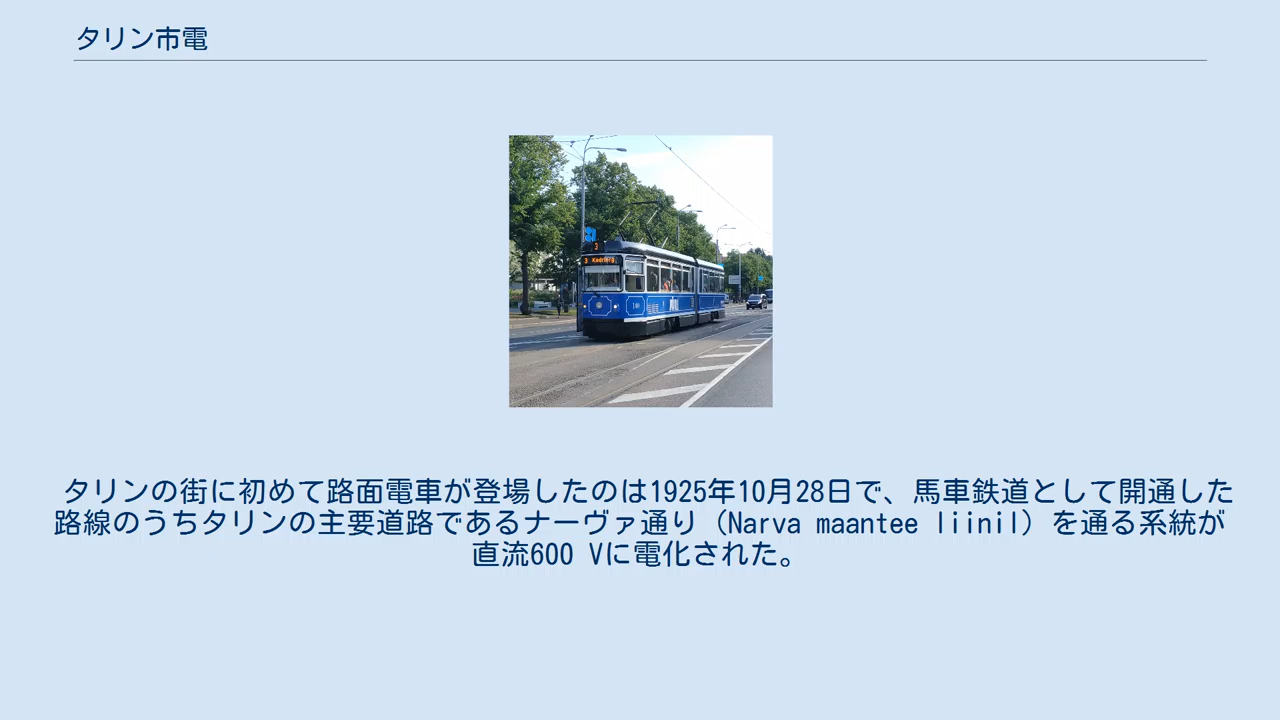 タリン市電
3
3 Kadriorg
タリンの街に初めて路面電車が登場したのは1925年10月28日で、馬車鉄道として開通した
路線のうちタリンの主要道路であるナーヴァ通り（Narva maantee liinil）を通る系統が
直流600 Vに電化された。